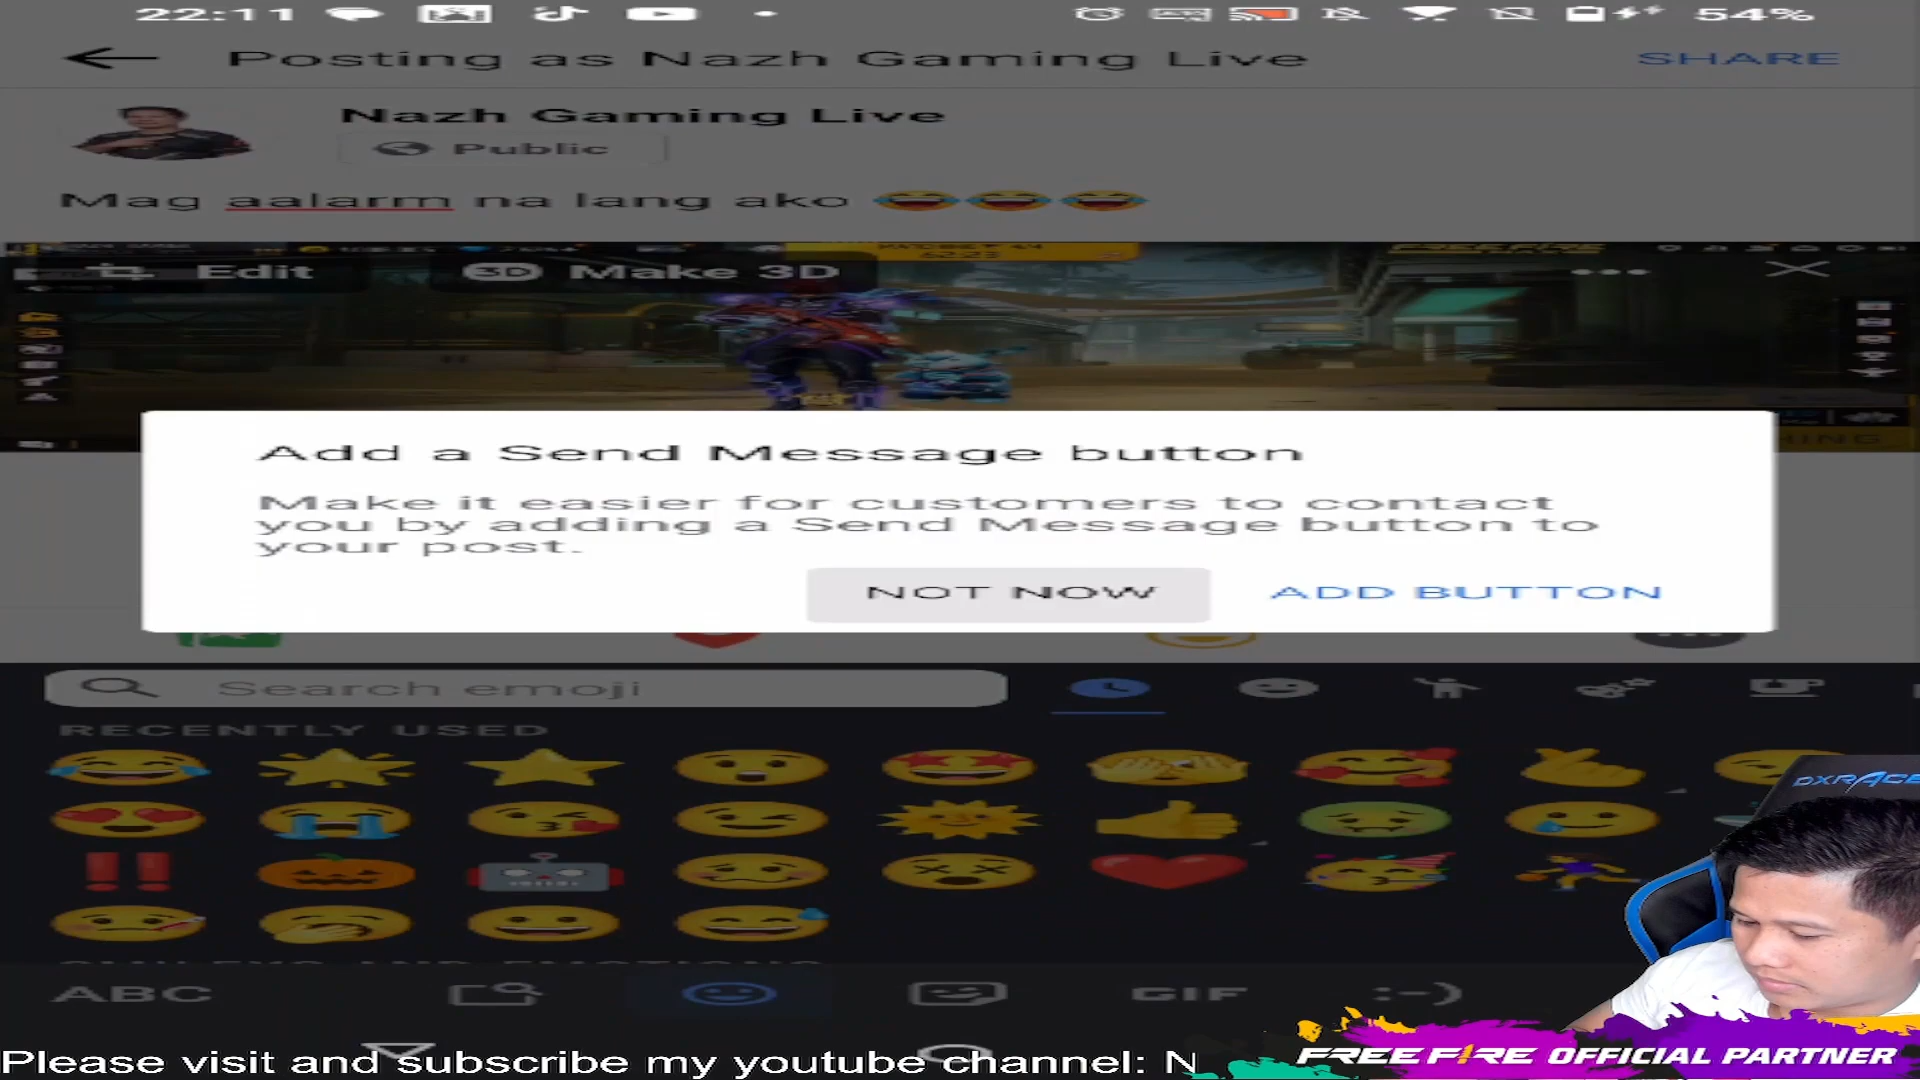 22:11
54%
Posting as Nazh Gaming Live
SHARE
Nazh Gaming Live
Public
Mag aalarm na lang ako
Edit
3D Make 3D
Add a Send Message button
Make it easier for customers to contact
you by adding a Send Message button to
your post.
NOT NOW
ADD BUTTON
Search emoji
RECENTLY USED
DXRACE
ABC
GIF
:-)
Please visit and subscribe my youtube channel: N
FREE FIRE OFFICIAL PARTNER